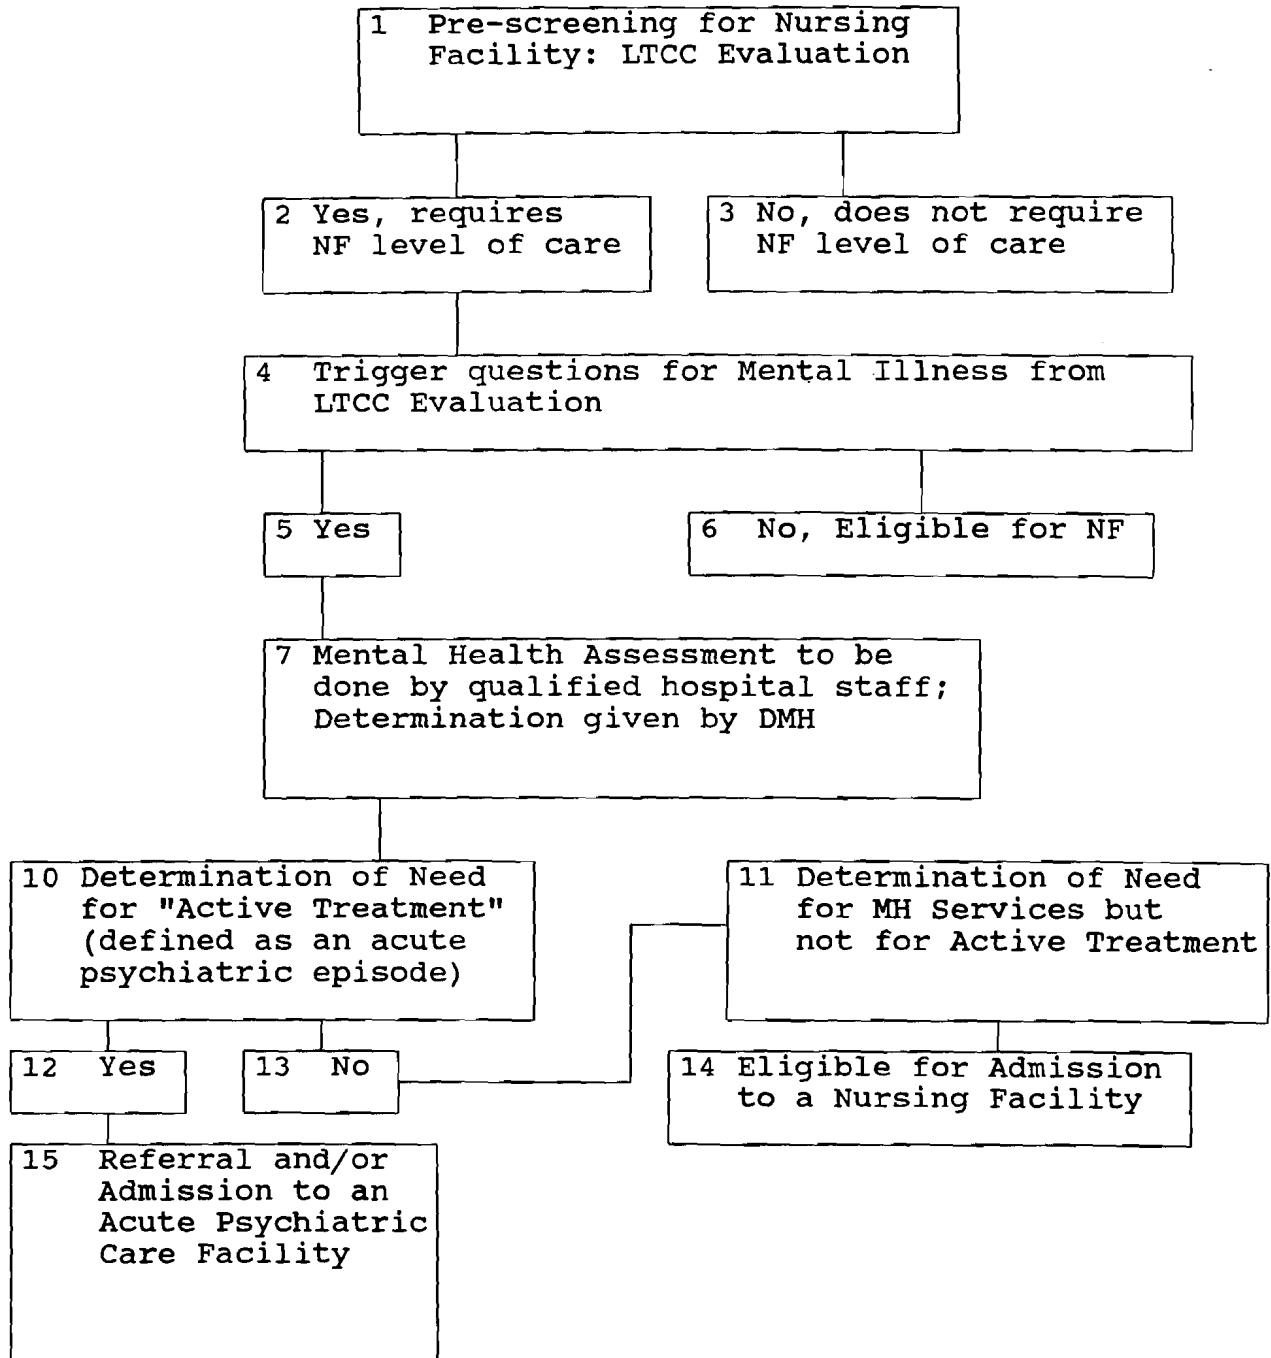 1 Pre-screening for Nursing
Facility: LTCC Evaluation
2 Yes, requires
NF level of care
3 No, does not require
NF level of care
4 Trigger questions for Mental Illness from
LTCC Evaluation
5 Yes
6 No, Eligible for NF
7 Mental Health Assessment to be
done by qualified hospital staff;
Determination given by DMH
10 Determination of Need
for "Active Treatment"
(defined as an acute
psychiatric episode)
11 Determination of Need
for MH Services but
not for Active Treatment
12 Yes
13 No
14 Eligible for Admission
to a Nursing Facility
15 Referral and/or
Admission to an
Acute Psychiatric
Care Facility